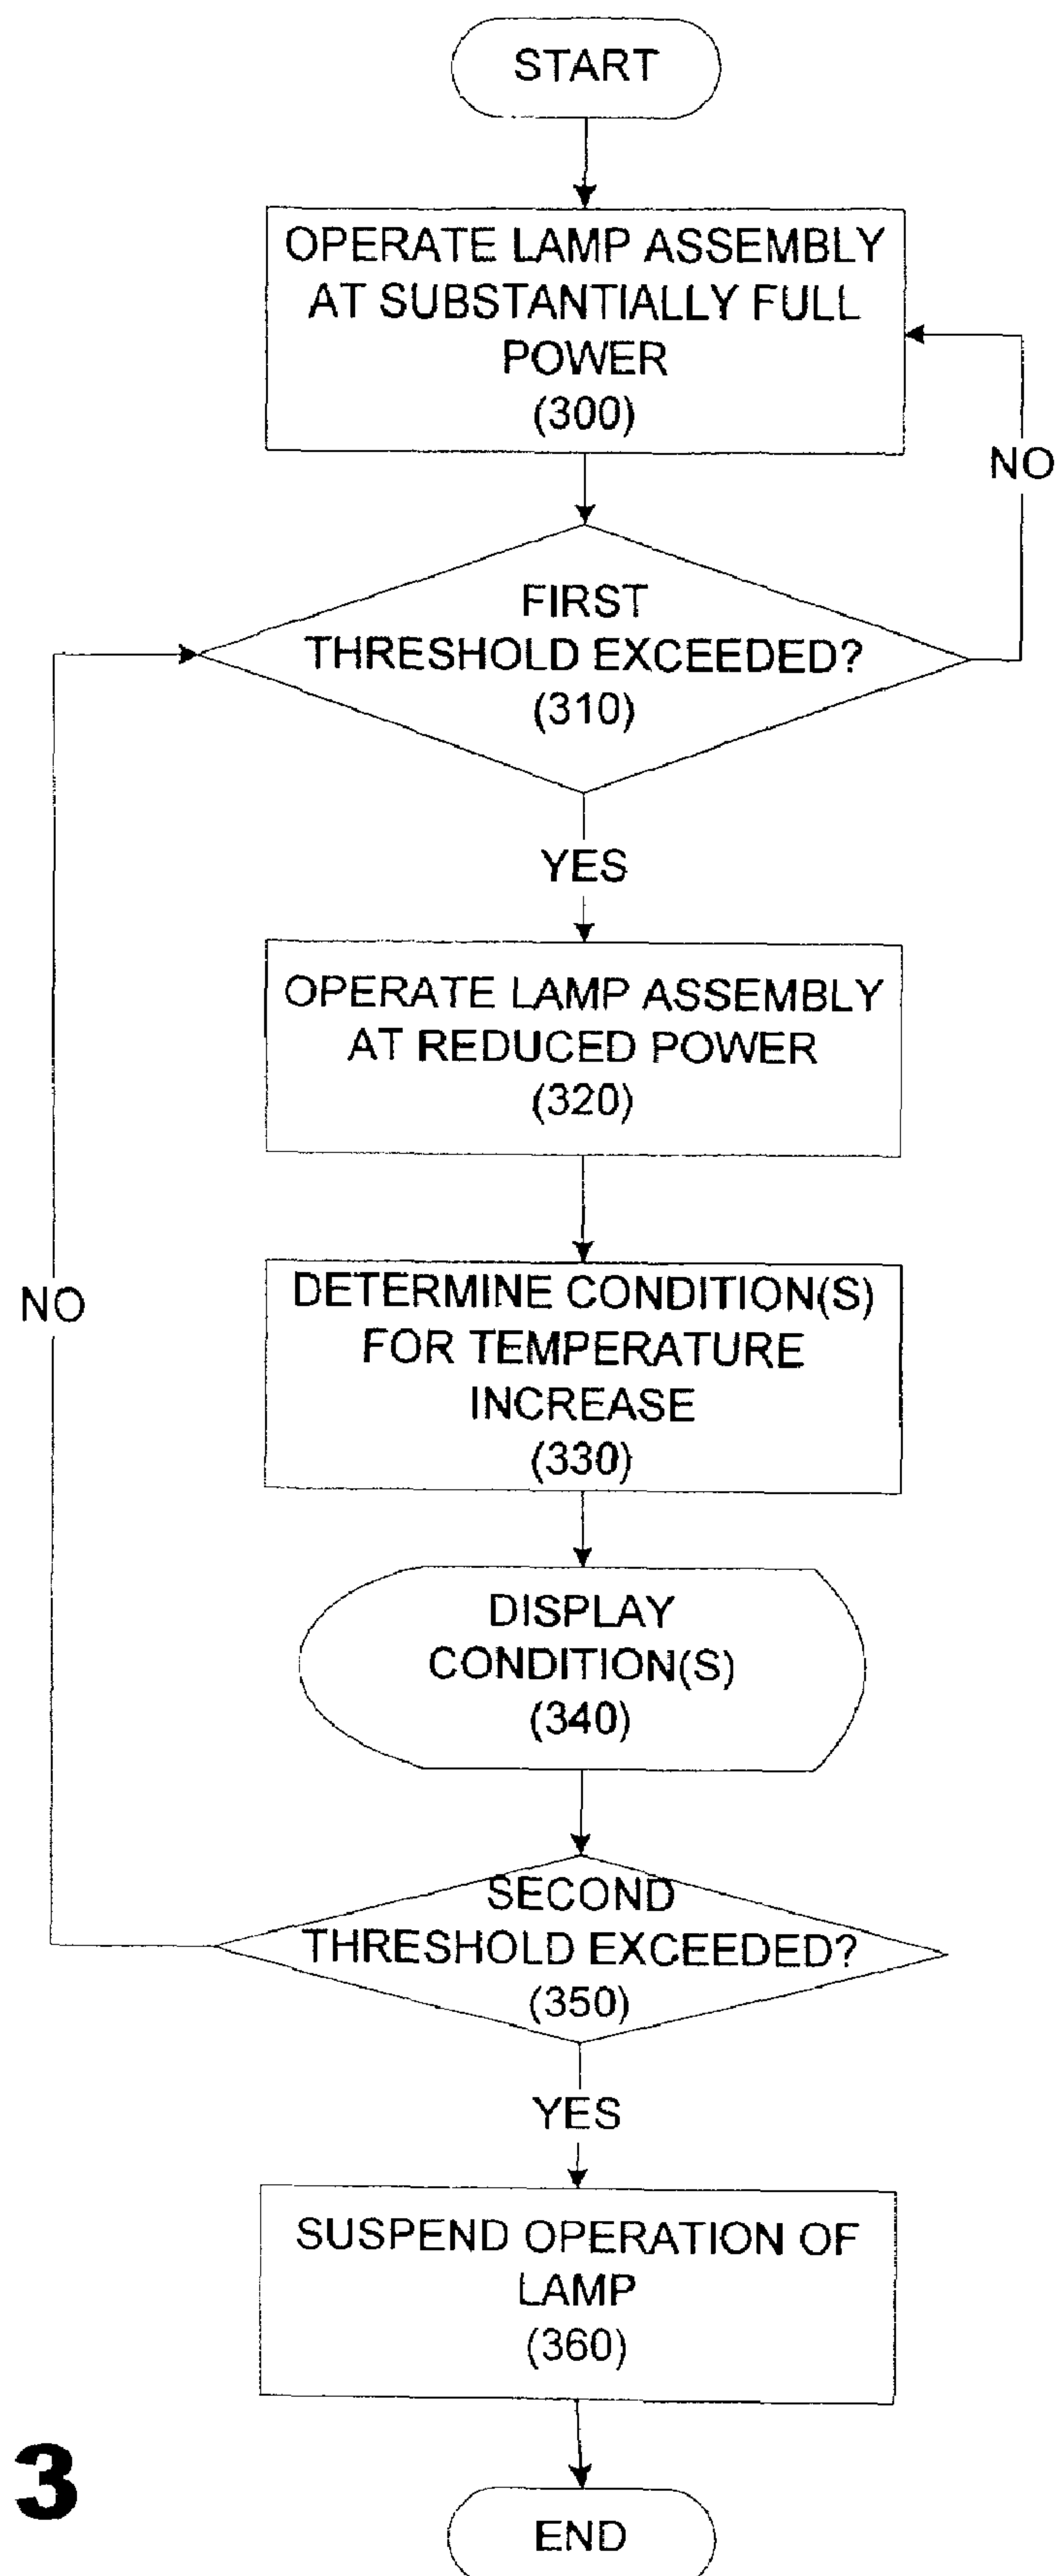 START
OPERATE LAMP ASSEMBLY
AT SUBSTANTIALLY FULL
POWER
(300)
NO
FIRST
THRESHOLD EXCEEDED?
(310)
YES
OPERATE LAMP ASSEMBLY
AT REDUCED POWER
(320)
DETERMINE CONDITION(S)
FOR TEMPERATURE
INCREASE
(330)
NO
DISPLAY
CONDITION(S)
(340)
SECOND
THRESHOLD EXCEEDED?
(350)
YES
SUSPEND OPERATION OF
LAMP
(360)
3
END